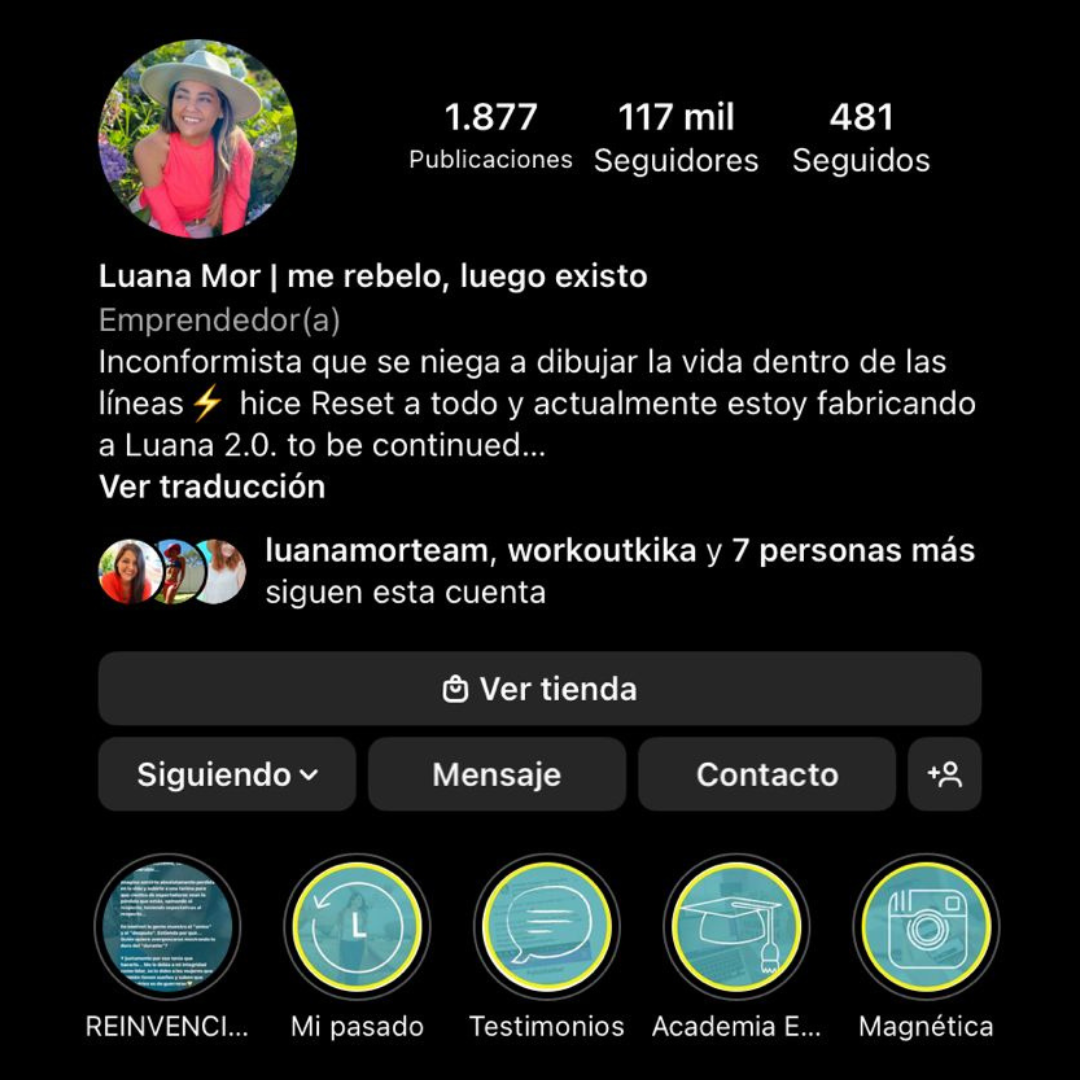 1.877 117 mil 481
Publicaciones Seguidores Seguidos
Luana Mor | me rebelo, luego existo
Emprendedor(a)
Inconformista que se niega a dibujar la vida dentro de las
líneas⚡ hice Reset a todo y actualmente estoy fabricando
a Luana 2.0. to be continued...
Ver traducción
luanamorteam, workoutkika y 7 personas más
siguen esta cuenta
Ver tienda
Siguiendo Mensaje Contacto
L
REINVENCI... Mi pasado Testimonios Academia E... Magnética